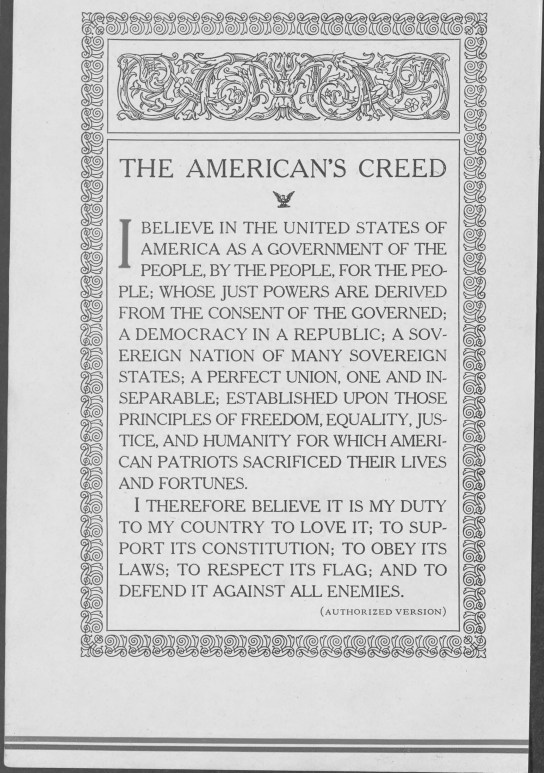 THE AMERICAN'S CREED
I BELIEVE IN THE UNITED STATES OF
AMERICA AS A GOVERNMENT OF THE
PEOPLE, BY THE PEOPLE, FOR THE PEO-
PLE; WHOSE JUST POWERS ARE DERIVED
FROM THE CONSENT OF THE GOVERNED;
A DEMOCRACY IN A REPUBLIC; A SOV-
EREIGN NATION OF MANY SOVEREIGN
STATES; A PERFECT UNION, ONE AND IN-
SEPARABLE; ESTABLISHED UPON THOSE
PRINCIPLES OF FREEDOM, EQUALITY, JUS-
TICE, AND HUMANITY FOR WHICH AMERI-
CAN PATRIOTS SACRIFICED THEIR LIVES
AND FORTUNES.
I THEREFORE BELIEVE IT IS MY DUTY
TO MY COUNTRY TO LOVE IT; TO SUP-
PORT ITS CONSTITUTION; TO OBEY ITS
LAWS; TO RESPECT ITS FLAG; AND TO
DEFEND IT AGAINST ALL ENEMIES.
(AUTHORIZED VERSION)